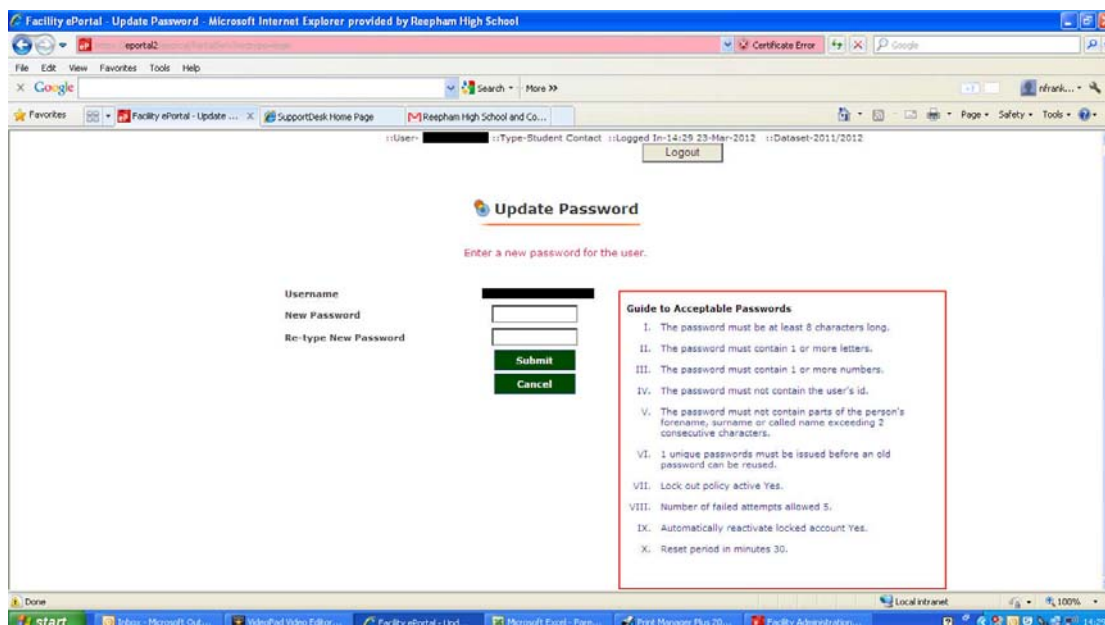 Facility ePortal - Update Password - Microsoft Internet Explorer provided by Reepham High School
eportal2
Certificate Error
Google
File Edit View Favorites Tools Help
Google
Search
More >>
nfrank...
Favorites
Facility ePortal - Update ...
SupportDesk Home Page
Reepham High School and Co...
Page
Safety
Tools
::User-
::Type-Student Contact ::Logged In-14:29 23-Mar-2012 ::Dataset-2011/2012
Logout
Update Password
Enter a new password for the user.
Username
New Password
Re-type New Password
Submit
Cancel
Guide to Acceptable Passwords
I. The password must be at least 8 characters long.
II. The password must contain 1 or more letters.
III. The password must contain 1 or more numbers.
IV. The password must not contain the user's id.
V. The password must not contain parts of the person's
forename, surname or called name exceeding 2
consecutive characters.
VI. 1 unique passwords must be issued before an old
password can be reused.
VII. Lock out policy active Yes.
VIII. Number of failed attempts allowed 5.
IX. Automatically reactivate locked account Yes.
X. Reset period in minutes 30.
Done
Local intranet
100%
start
Inbox - Microsoft Out...
VideoPad Video Editor...
Facility ePortal - Upd...
Microsoft Excel - Pare...
Print Manager Plus 20...
Facility Administration...
14:29